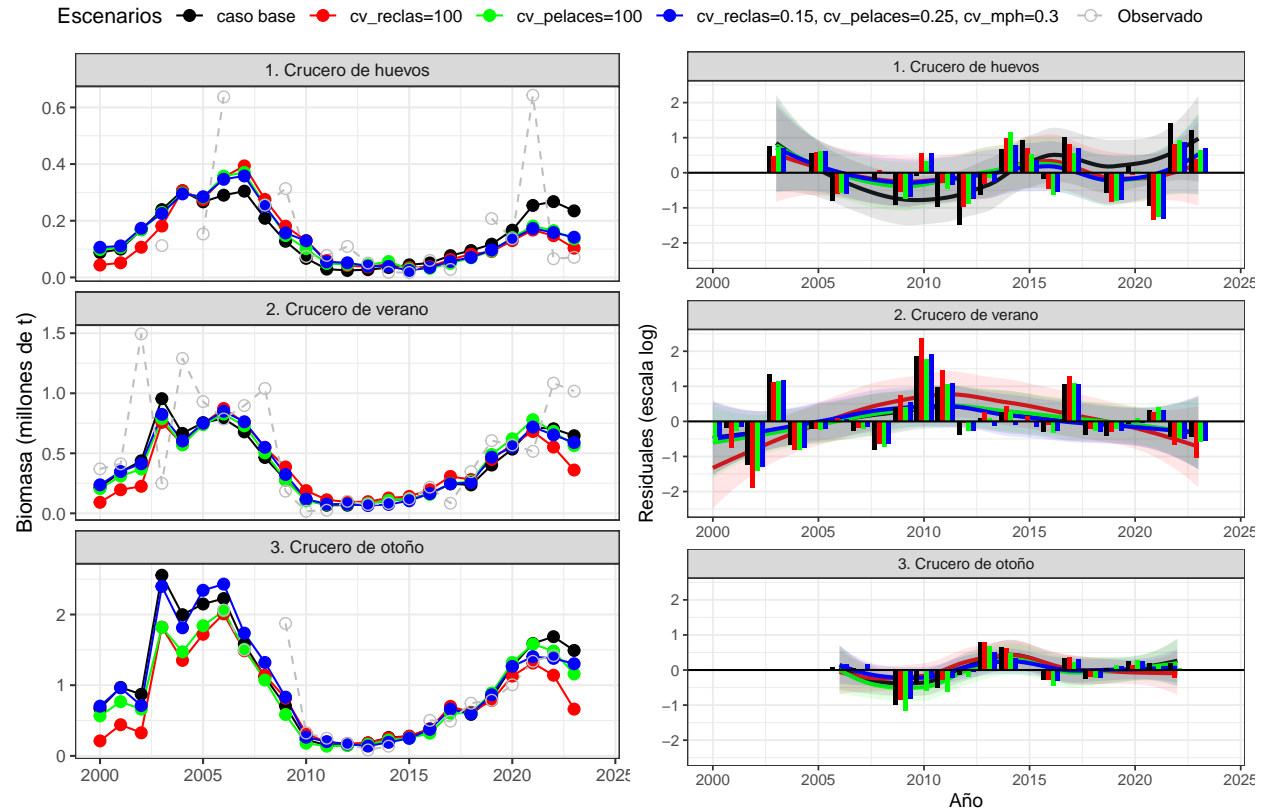 Escenarios caso base cv_reclas=100 cv_pelaces=100 cv_reclas=0.15, cv_pelaces=0.25, cv_mph=0.3 Observado
Biomasa (millones de t)
1. Crucero de huevos
0.6
0.4
0.2
0.0
2. Crucero de verano
1.5
1.0
0.5
0.0
3. Crucero de otoño
2
1
0
2000 2005 2010 2015 2020 2025
Residuales (escala log)
1. Crucero de huevos
2
1
0
−1
−2
2000 2005 2010 2015 2020 2025
2. Crucero de verano
2
1
0
−1
−2
2000 2005 2010 2015 2020 2025
3. Crucero de otoño
2
1
0
−1
−2
2000 2005 2010 2015 2020 2025
Año